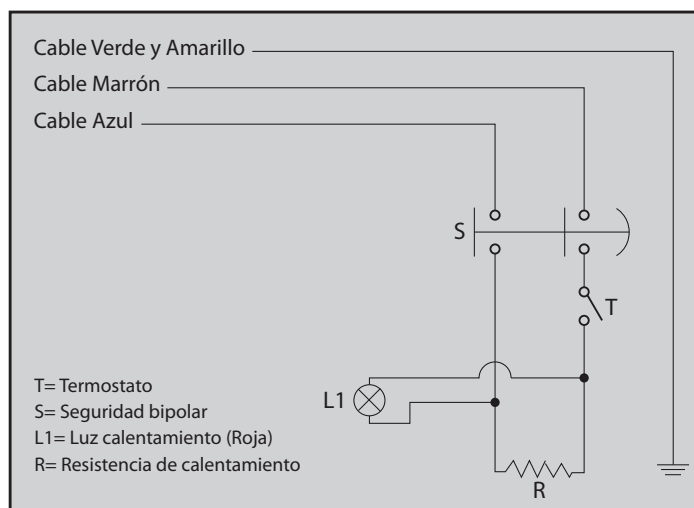 Cable Verde y Amarillo
Cable Marrón
Cable Azul
S
T
L1
R
T= Termostato
S= Seguridad bipolar
L1= Luz calentamiento (Roja)
R= Resistencia de calentamiento